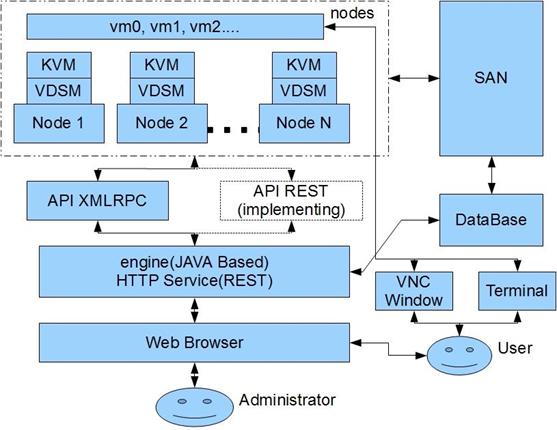 nodes
vm0, vm1, vm2....
KVM
VDSM
Node 1
KVM
VDSM
Node 2
KVM
VDSM
Node N
SAN
API XMLRPC
API REST
(implementing)
DataBase
engine(JAVA Based)
HTTP Service(REST)
VNC
Window
Terminal
Web Browser
User
Administrator